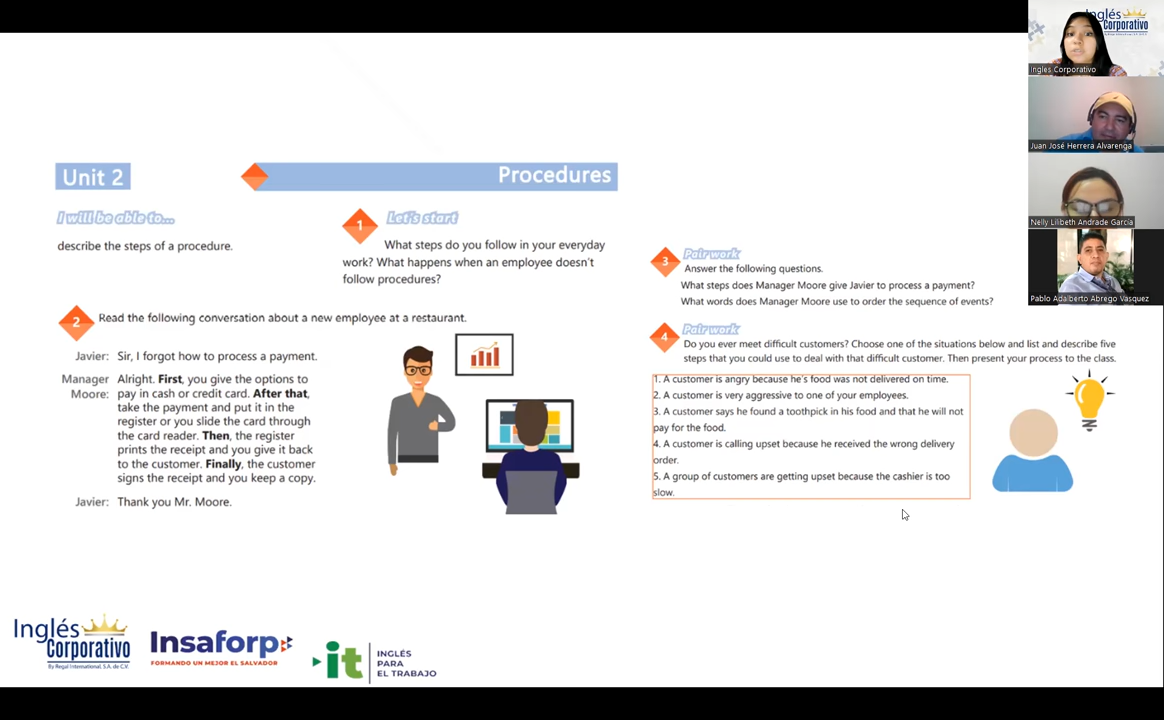 Unit 2
Procedures
I will be able to...
describe the steps of a procedure.
1
Let's start
What steps do you follow in your everyday
work? What happens when an employee doesn't
follow procedures?
2
Read the following conversation about a new employee at a restaurant.
Javier: Sir, I forgot how to process a payment.
Manager Moore: Alright. First, you give the options to
pay in cash or credit card. After that,
take the payment and put it in the
register or you slide the card through
the card reader. Then, the register
prints the receipt and you give it back
to the customer. Finally, the customer
signs the receipt and you keep a copy.
Javier: Thank you Mr. Moore.
3
Pair work
Answer the following questions.
What steps does Manager Moore give Javier to process a payment?
What words does Manager Moore use to order the sequence of events?
4
Pair work
Do you ever meet difficult customers? Choose one of the situations below and list and describe five
steps that you could use to deal with that difficult customer. Then present your process to the class.
1. A customer is angry because he's food was not delivered on time.
2. A customer is very aggressive to one of your employees.
3. A customer says he found a toothpick in his food and that he will not
pay for the food.
4. A customer is calling upset because he received the wrong delivery
order.
5. A group of customers are getting upset because the cashier is too
slow.
Inglés
Corporativo
By Regal International, S.A. de C.V.
Insaforp
FORMANDO UN MEJOR EL SALVADOR
it
INGLÉS
PARA
EL TRABAJO
Inglés
Corporativo
Ingles Corporativo
Juan José Herrera Alvarenga
Nelly Lilibeth Andrade García
Pablo Adalberto Abrego Vasquez